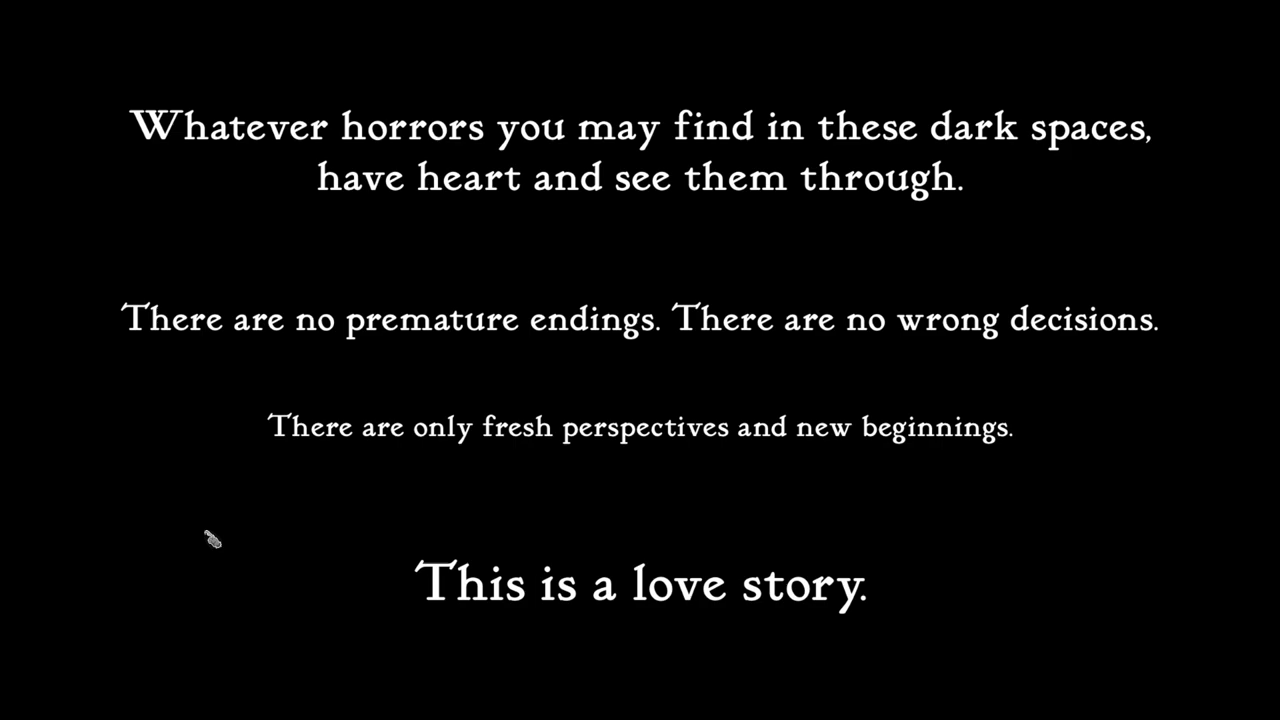 Whatever horrors you may find in these dark spaces,
have heart and see them through.
There are no premature endings. There are no wrong decisions.
There are only fresh perspectives and new beginnings.
This is a love story.